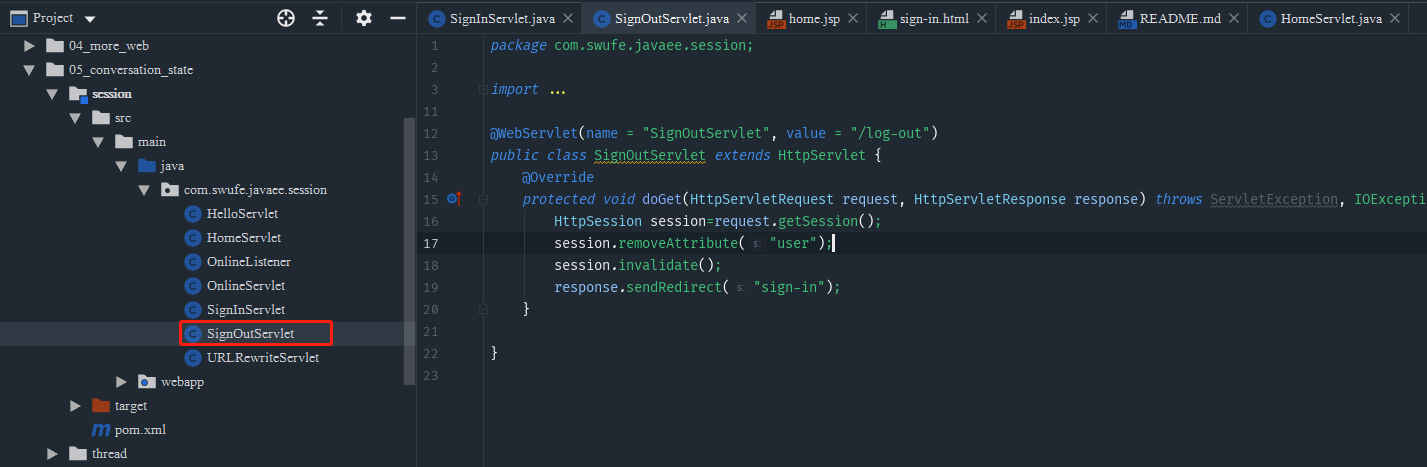 Project
SignInServlet.java
SignOutServlet.java
home.jsp
sign-in.html
index.jsp
README.md
HomeServlet.java
04_more_web
05_conversation_state
session
src
main
java
com.swufe.javaee.session
HelloServlet
HomeServlet
OnlineListener
OnlineServlet
SignInServlet
SignOutServlet
URLRewriteServlet
webapp
target
pom.xml
thread
1 package com.swufe.javaee.session;
2
3 import ...
11
12 @WebServlet(name = "SignOutServlet", value = "/log-out")
13 public class SignOutServlet extends HttpServlet {
14 @Override
15 protected void doGet(HttpServletRequest request, HttpServletResponse response) throws ServletException, IOExcepti
16 HttpSession session=request.getSession();
17 session.removeAttribute( s: "user");
18 session.invalidate();
19 response.sendRedirect( s: "sign-in");
20 }
21
22 }
23